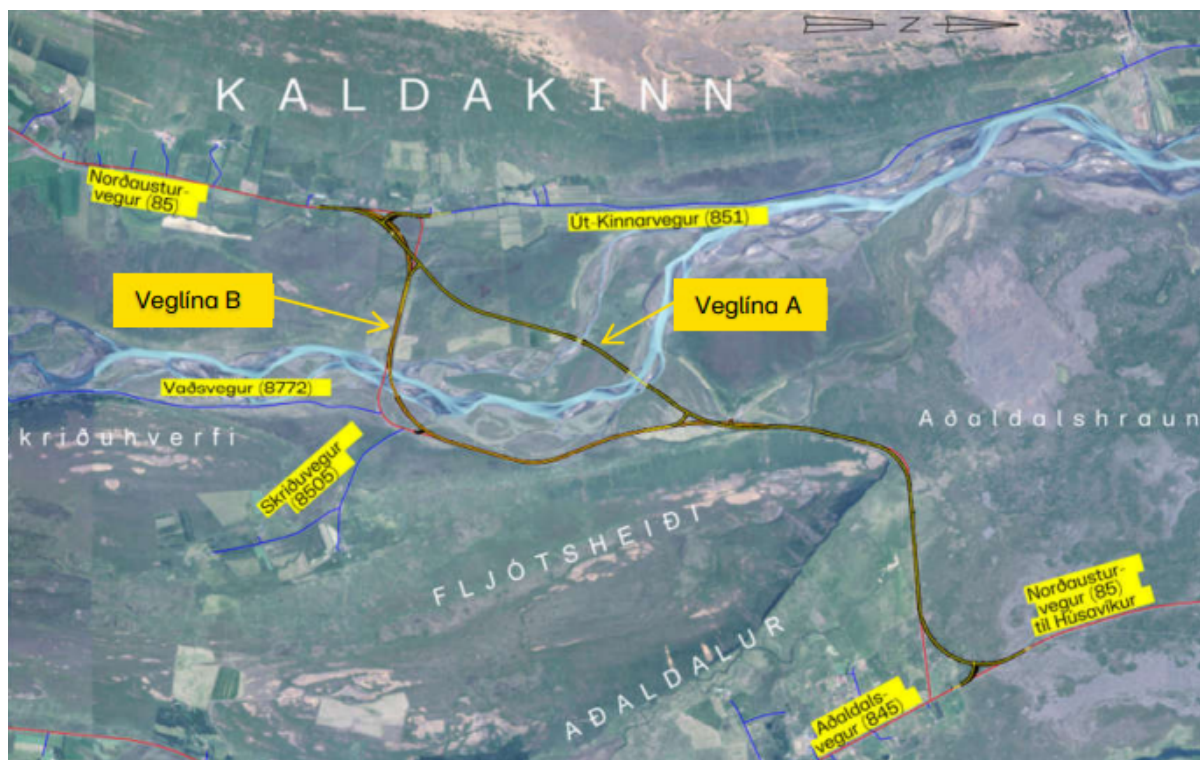 N
KALDAKINN
Norðaustur-
vegur (85)
Út-Kinnarvegur (851)
Veglína B
Veglína A
Vaðsvegur (8772)
kriðuhverfi
Aðaldalshraun
Skriðuvegur
(8505)
FLJÓTSHEIÐI
Norðaustur-
vegur (85)
til Húsavíkur
AÐALDALUR
Aðaldals-
vegur (845)